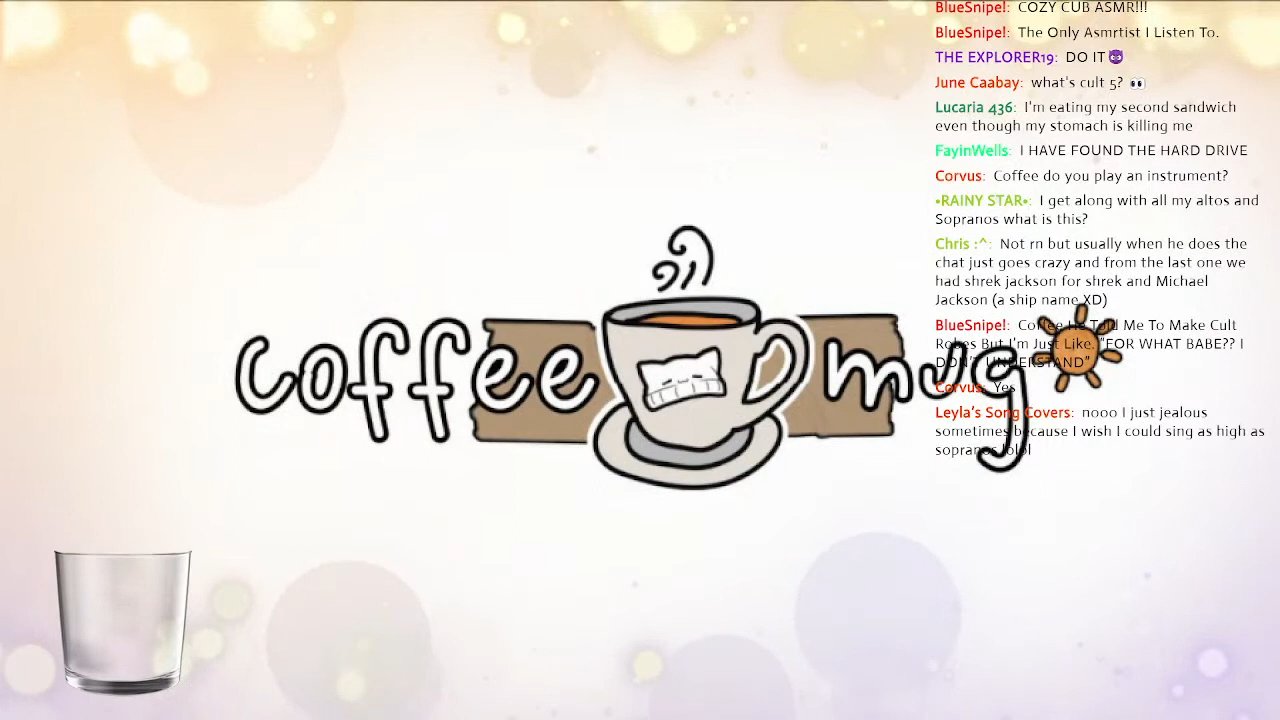 BlueSnipe!: COZY CUB ASMR!!!
BlueSnipe!: The Only Asmrtist I Listen To.
THE EXPLORER19: DO IT😈
June Caabay: what's cult 5? 👀
Lucaria 436: I'm eating my second sandwich
even though my stomach is killing me
FayinWells: I HAVE FOUND THE HARD DRIVE
Corvus: Coffee do you play an instrument?
•RAINY STAR•: I get along with all my altos and
Sopranos what is this?
Chris :^: Not rn but usually when he does the
chat just goes crazy and from the last one we
had shrek jackson for shrek and Michael
Jackson (a ship name XD)
BlueSnipe!: Coffee He Told Me To Make Cult
Robes But I'm Just Like, "FOR WHAT BABE?? I
DON'T UNDERSTAND"
Corvus: Yes
Leyla's Song Covers: nooo I just jealous
sometimes because I wish I could sing as high as
sopranos lolol
coffee mug